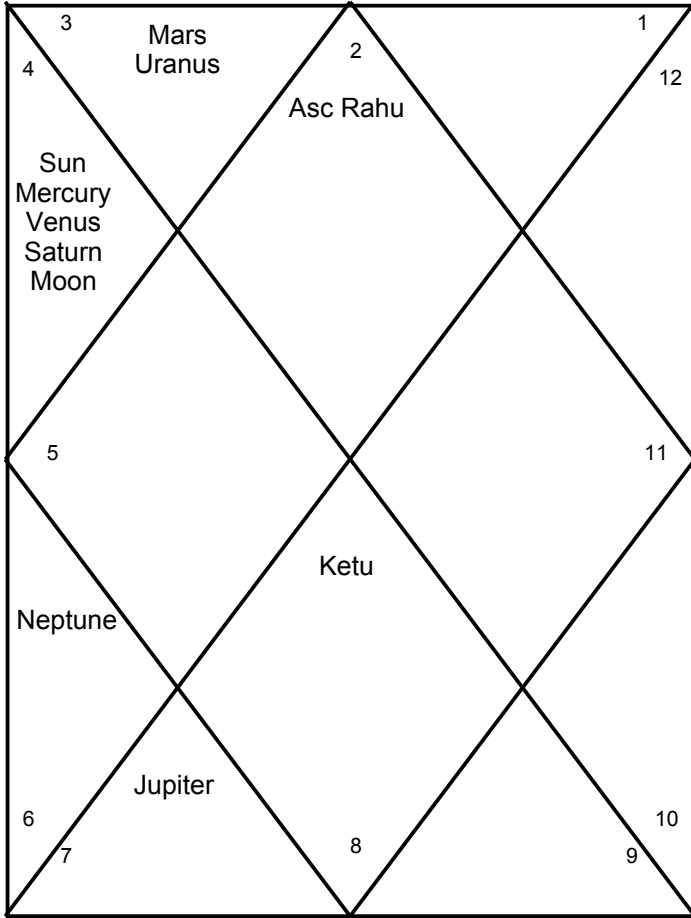 3
Mars
Uranus
2
1
4
12
Asc Rahu
Sun
Mercury
Venus
Saturn
Moon
5
11
Ketu
Neptune
Jupiter
6
10
7
8
9